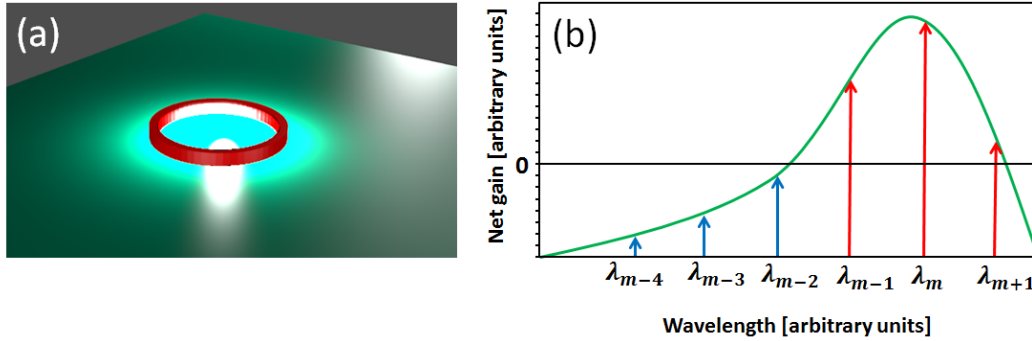 (a)
(b)
Net gain [arbitrary units]
0
λm−4
λm−3
λm−2
λm−1
λm
λm+1
Wavelength [arbitrary units]